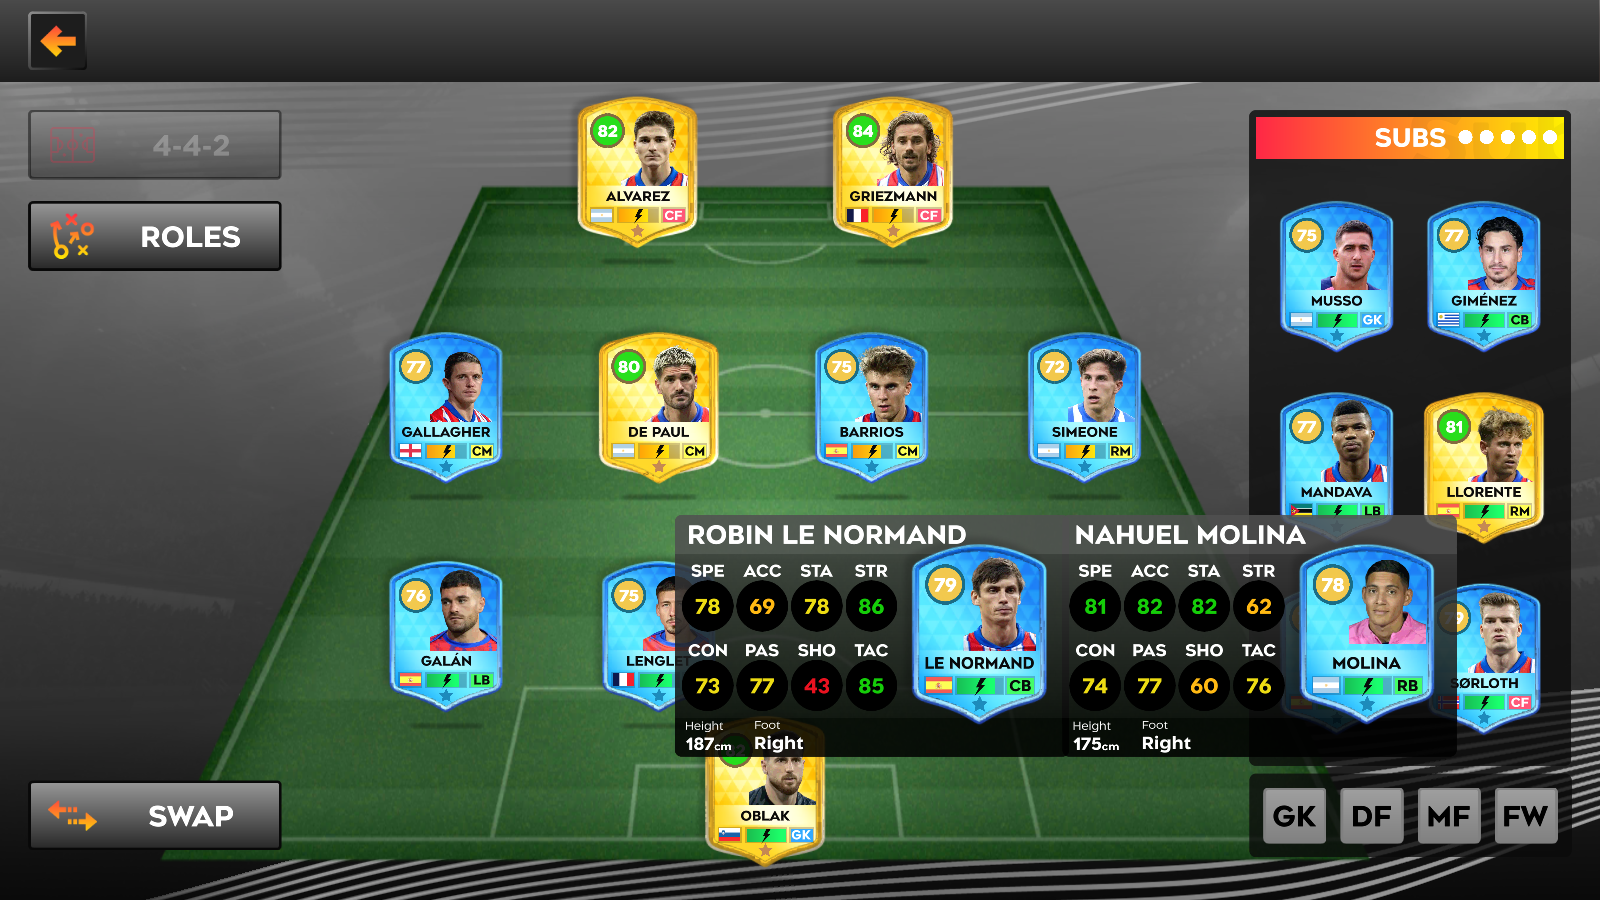 4-4-2
ROLES
SWAP
82
ALVAREZ
CF
84
GRIEZMANN
CF
77
GALLAGHER
CM
80
DE PAUL
CM
75
BARRIOS
CM
72
SIMEONE
RM
76
GALÁN
LB
75
LENGLET
OBLAK
GK
SUBS
75
MUSSO
GK
77
GIMÉNEZ
CB
77
MANDAVA
LB
81
LLORENTE
RM
SØRLOTH
CF
ROBIN LE NORMAND
SPE ACC STA STR
78 69 78 86
CON PAS SHO TAC
73 77 43 85
Height Foot
187cm Right
79
LE NORMAND
CB
NAHUEL MOLINA
SPE ACC STA STR
81 82 82 62
CON PAS SHO TAC
74 77 60 76
Height Foot
175cm Right
78
MOLINA
RB
GK DF MF FW